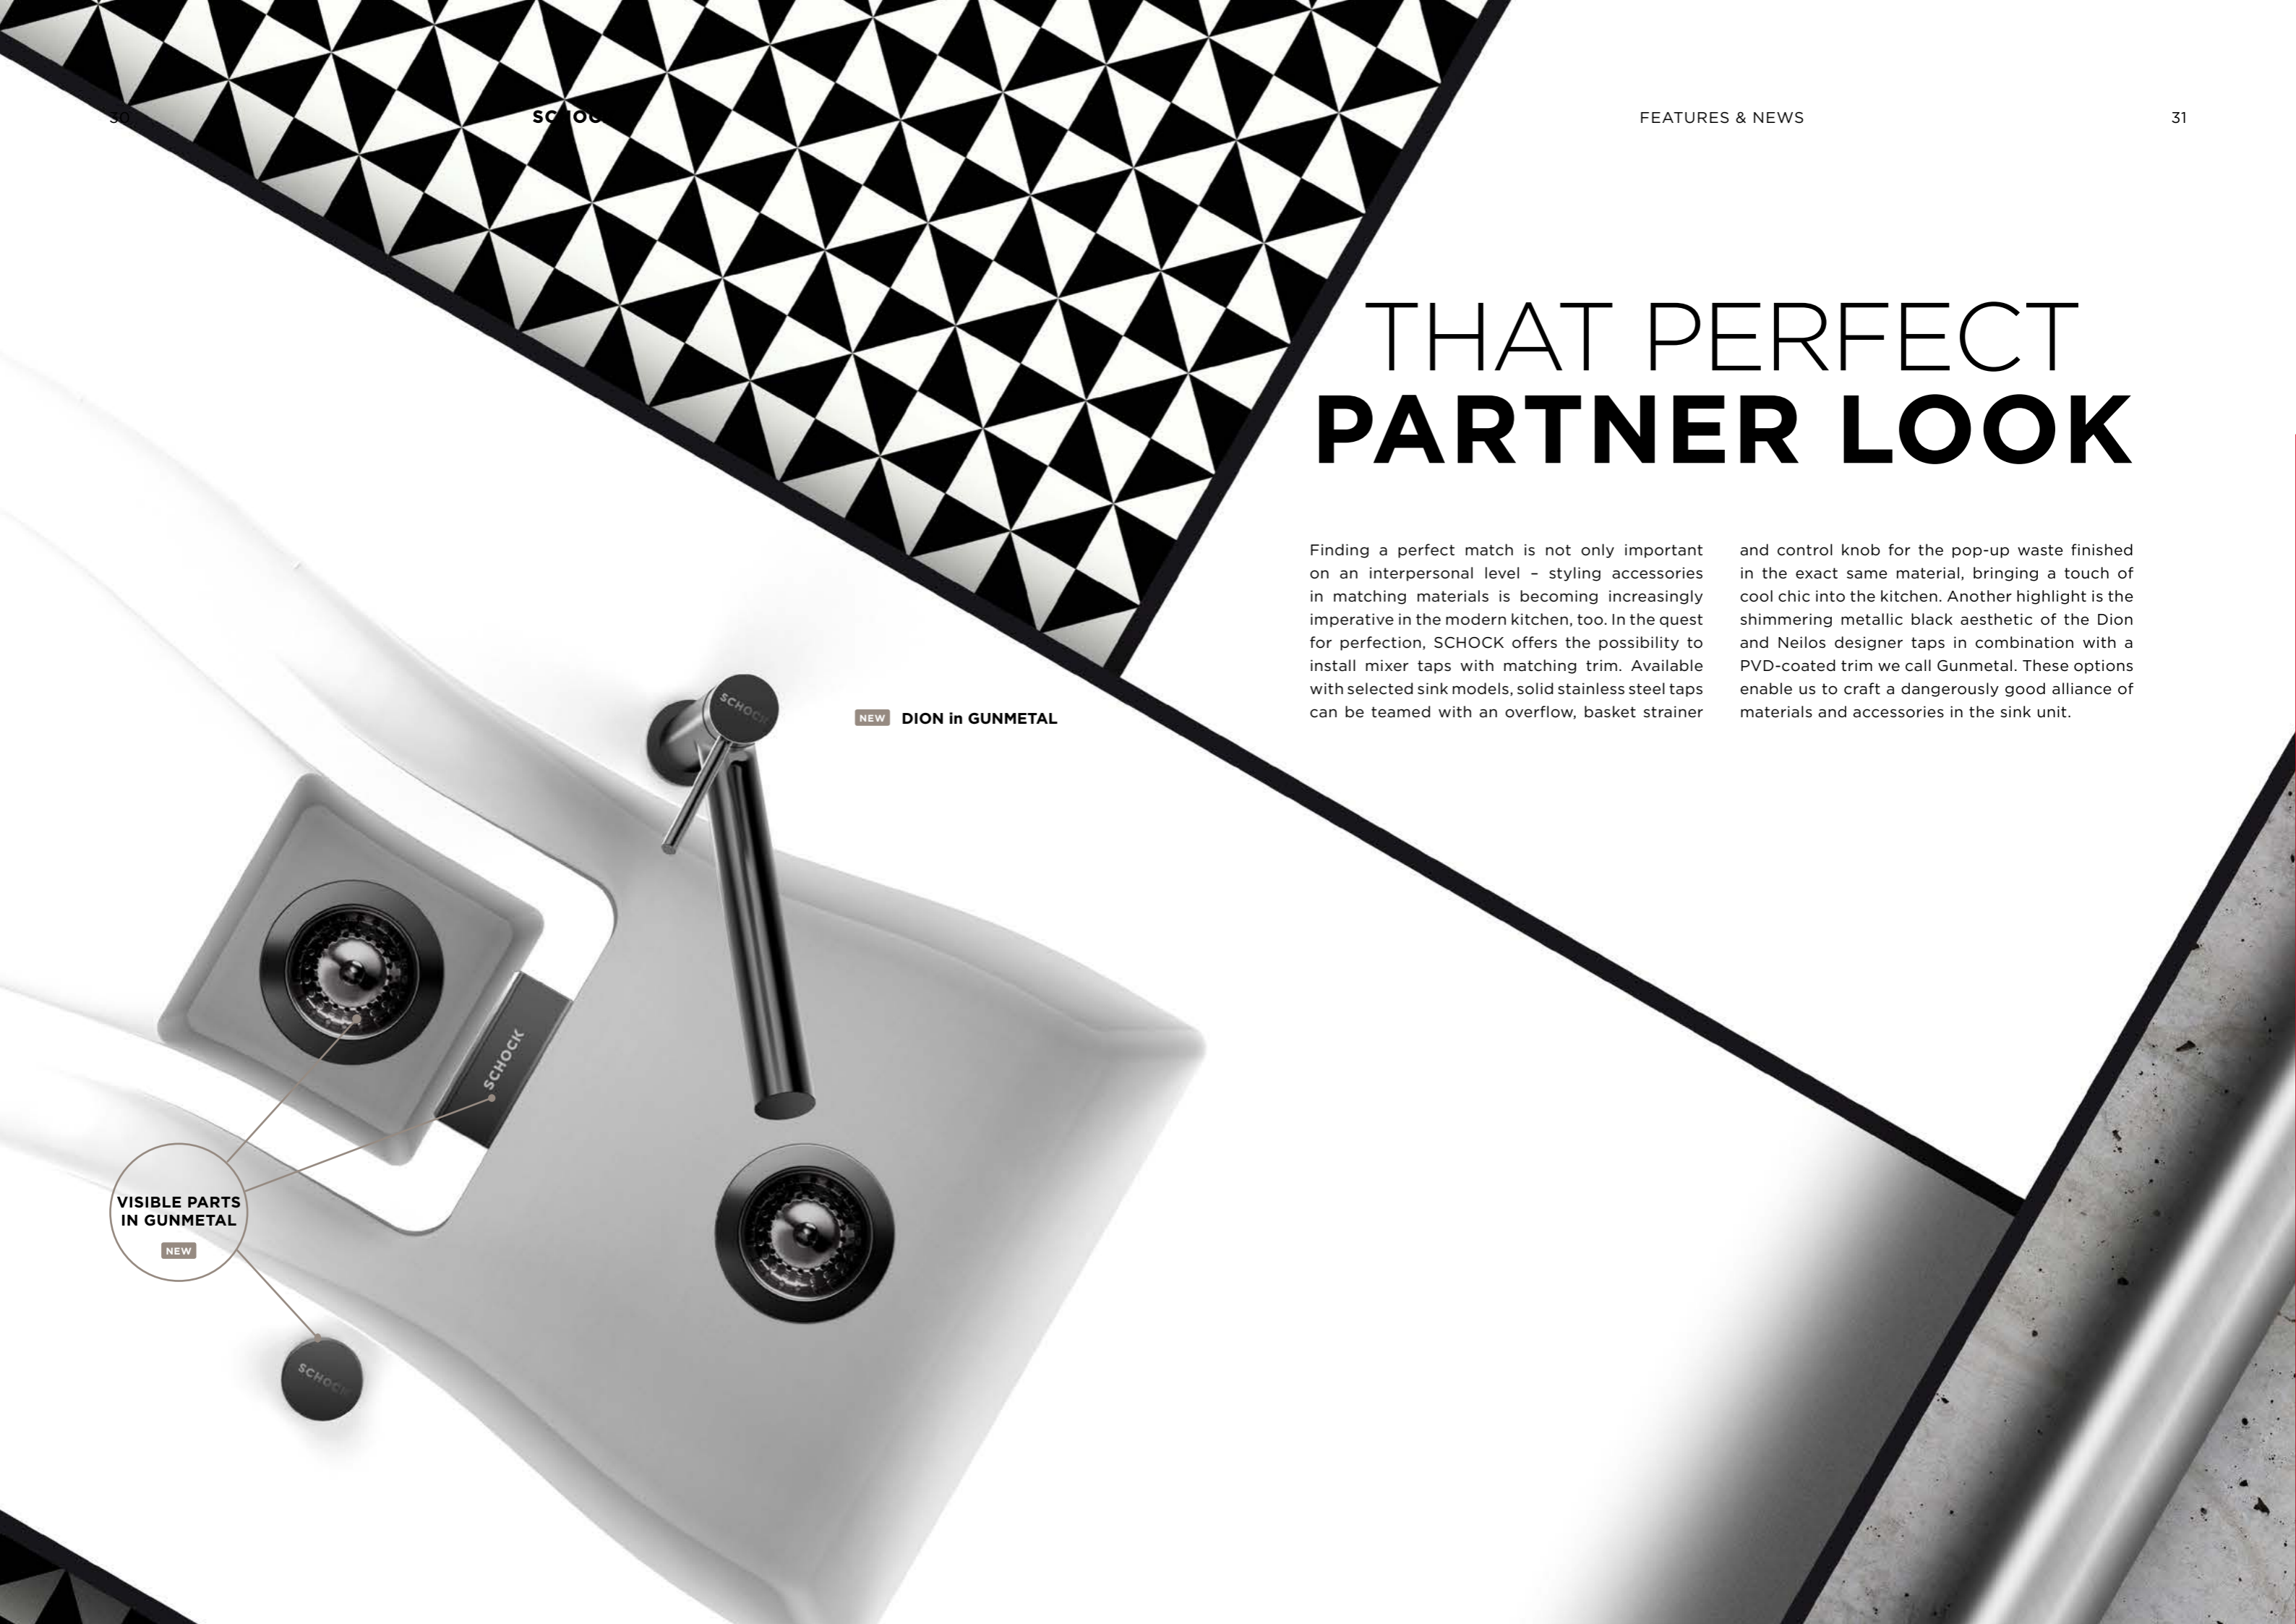 30
SCHOCK
FEATURES & NEWS
31
THAT PERFECT
PARTNER LOOK
Finding a perfect match is not only important
on an interpersonal level – styling accessories
in matching materials is becoming increasingly
imperative in the modern kitchen, too. In the quest
for perfection, SCHOCK offers the possibility to
install mixer taps with matching trim. Available
with selected sink models, solid stainless steel taps
can be teamed with an overflow, basket strainer
and control knob for the pop-up waste finished
in the exact same material, bringing a touch of
cool chic into the kitchen. Another highlight is the
shimmering metallic black aesthetic of the Dion
and Neilos designer taps in combination with a
PVD-coated trim we call Gunmetal. These options
enable us to craft a dangerously good alliance of
materials and accessories in the sink unit.
SCHOCK
NEW DION in GUNMETAL
SCHOCK
VISIBLE PARTS
IN GUNMETAL
NEW
SCHOCK